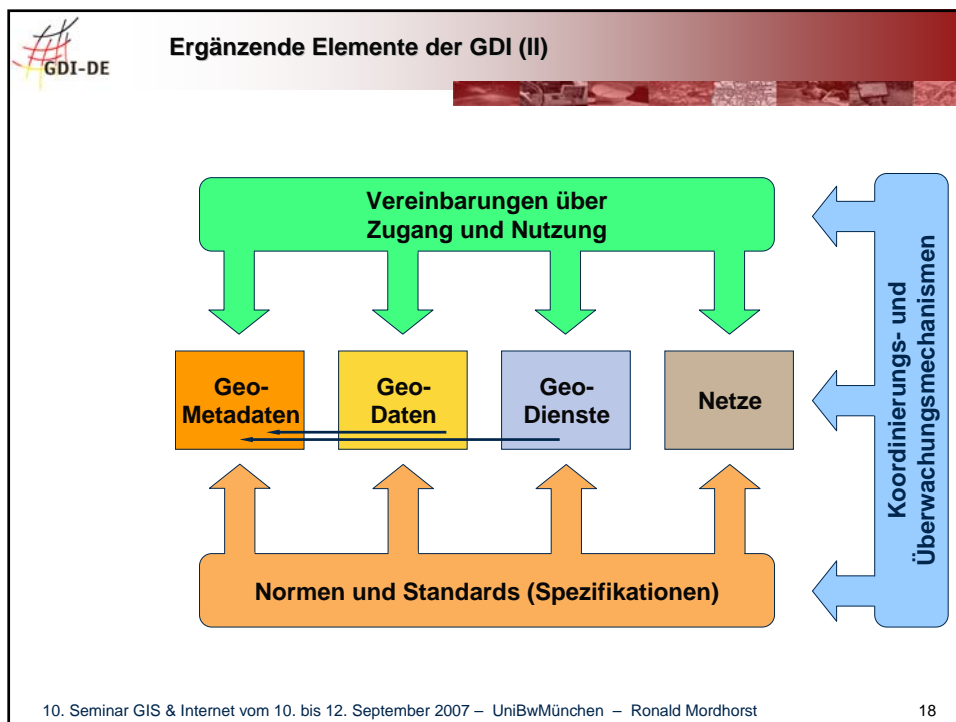 GDI-DE
Ergänzende Elemente der GDI (II)
Vereinbarungen über
Zugang und Nutzung
Geo-
Metadaten
Geo-
Daten
Geo-
Dienste
Netze
Normen und Standards (Spezifikationen)
Koordinierungs- und
Überwachungsmechanismen
10. Seminar GIS & Internet vom 10. bis 12. September 2007 – UniBwMünchen – Ronald Mordhorst
18